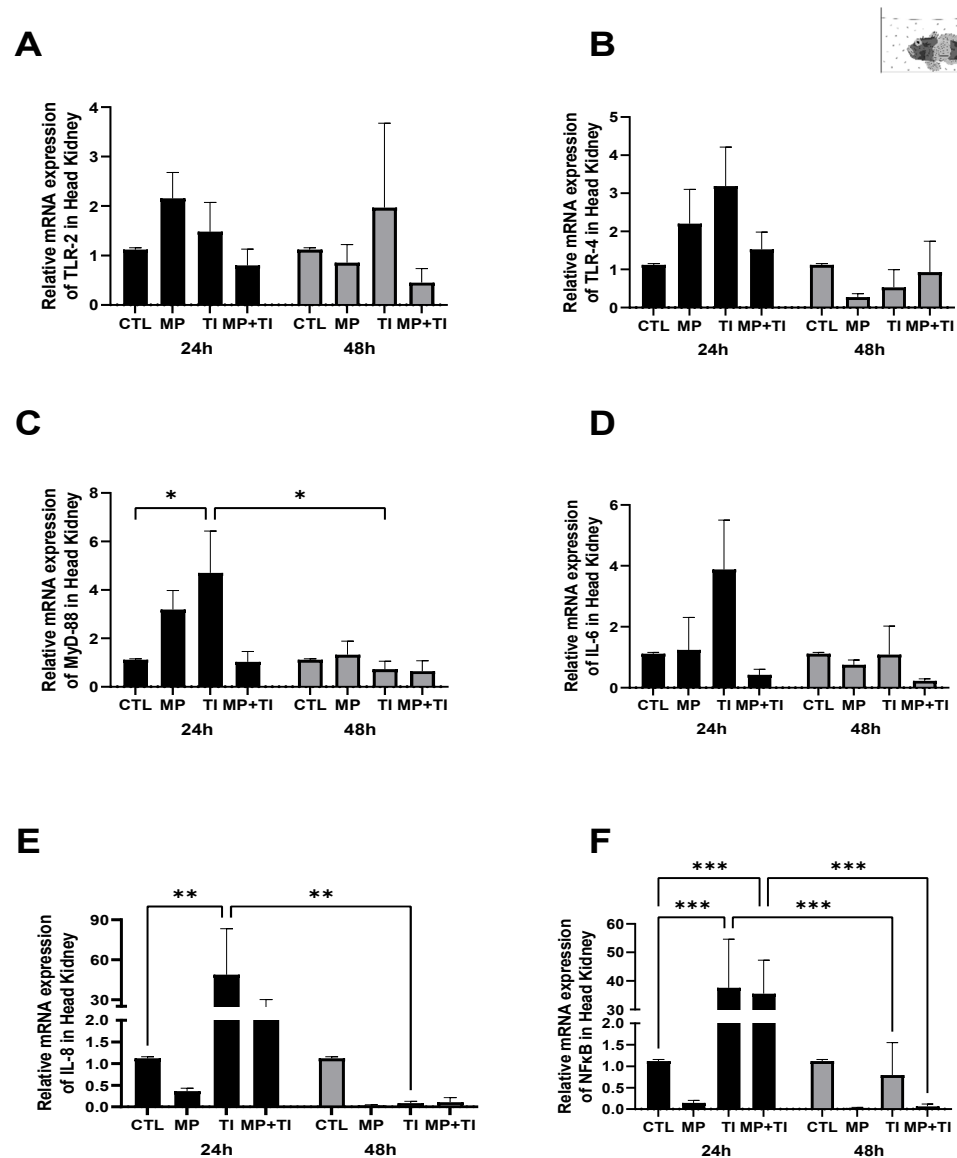 A
Relative mRNA expression
of TLR-2 in Head Kidney
4
3
2
1
0
CTL MP TI MP+TI CTL MP TI MP+TI
24h 48h
B
Relative mRNA expression
of TLR-4 in Head Kidney
5
4
3
2
1
0
CTL MP TI MP+TI CTL MP TI MP+TI
24h 48h
C
Relative mRNA expression
of MyD-88 in Head Kidney
8
6
4
2
0
* *
CTL MP TI MP+TI CTL MP TI MP+TI
24h 48h
D
Relative mRNA expression
of IL-6 in Head Kidney
6
4
2
0
CTL MP TI MP+TI CTL MP TI MP+TI
24h 48h
E
Relative mRNA expression
of IL-8 in Head Kidney
90
60
30
2.0
1.5
1.0
0.5
0.0
** **
CTL MP TI MP+TI CTL MP TI MP+TI
24h 48h
F
Relative mRNA expression
of NFκB in Head Kidney
60
50
40
30
2.0
1.5
1.0
0.5
0.0
*** ***
*** ***
CTL MP TI MP+TI CTL MP TI MP+TI
24h 48h